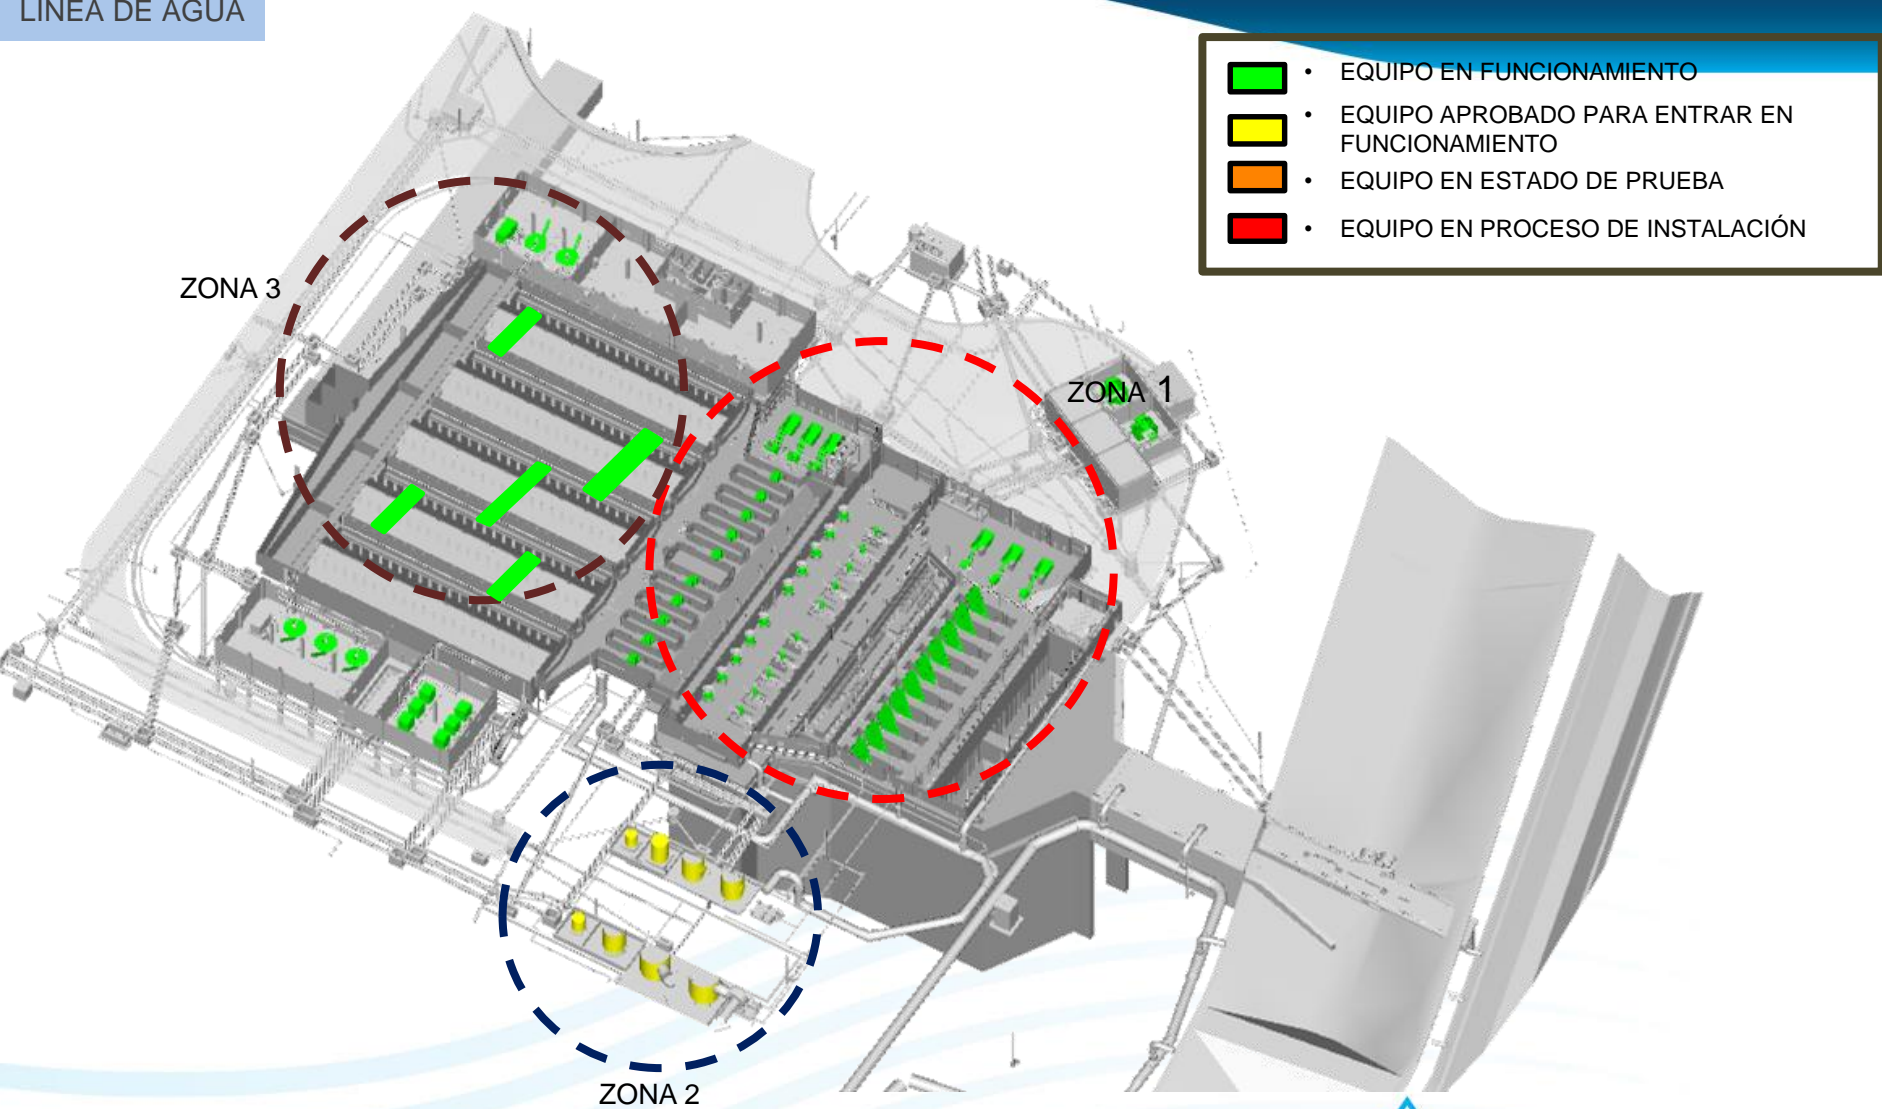 LINEA DE AGUA
• EQUIPO EN FUNCIONAMIENTO
• EQUIPO APROBADO PARA ENTRAR EN
FUNCIONAMIENTO
• EQUIPO EN ESTADO DE PRUEBA
• EQUIPO EN PROCESO DE INSTALACIÓN
ZONA 3
ZONA 1
ZONA 2